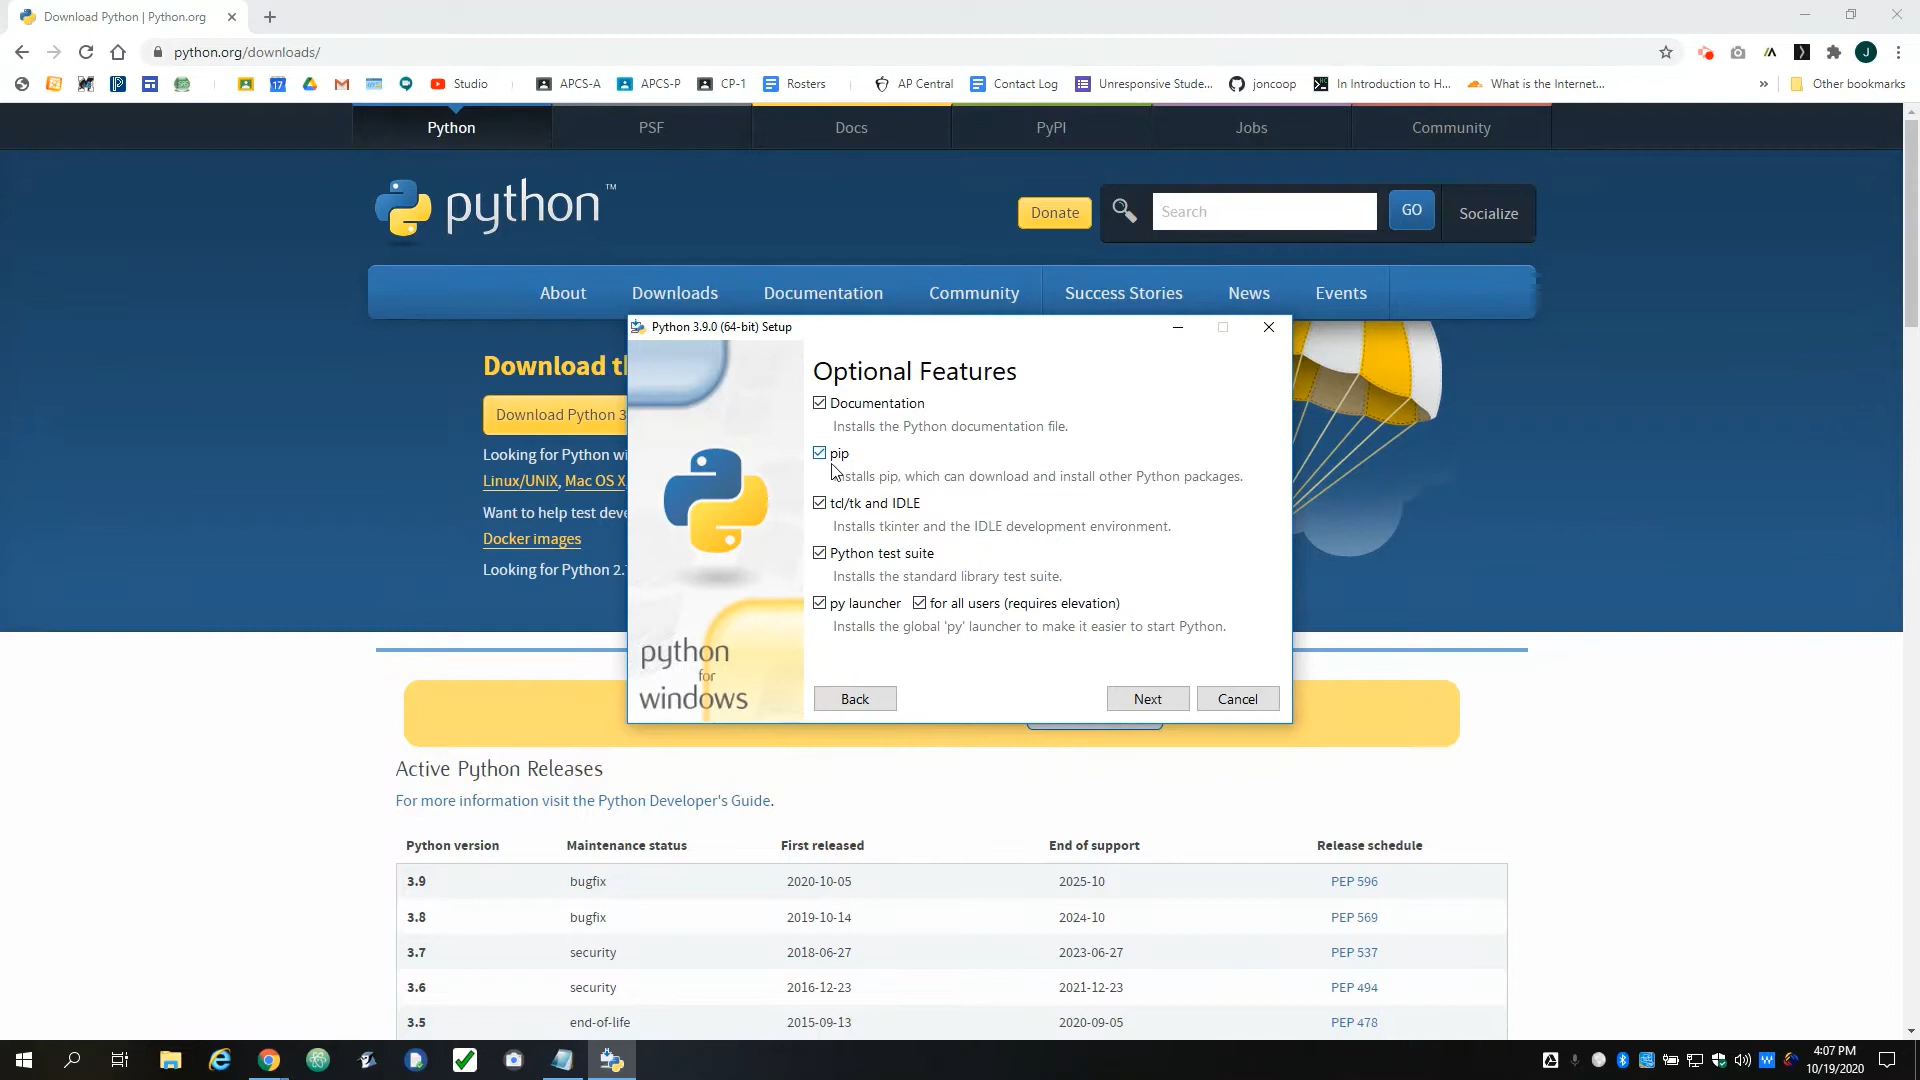 Download Python | Python.org
python.org/downloads/
Studio
APCS-A
APCS-P
CP-1
Rosters
AP Central
Contact Log
Unresponsive Stude...
joncoop
In Introduction to H...
What is the Internet...
»
Other bookmarks
Python
PSF
Docs
PyPI
Jobs
Community
python™
Donate
Search
GO
Socialize
About
Downloads
Documentation
Community
Success Stories
News
Events
Download t
Download Python 3
Looking for Python wi
Linux/UNIX, Mac OS X
Want to help test deve
Docker images
Looking for Python 2.
Python 3.9.0 (64-bit) Setup
Optional Features
Documentation
Installs the Python documentation file.
pip
nstalls pip, which can download and install other Python packages.
tcl/tk and IDLE
Installs tkinter and the IDLE development environment.
Python test suite
Installs the standard library test suite.
py launcher for all users (requires elevation)
Installs the global 'py' launcher to make it easier to start Python.
python
for
windows
Back
Next
Cancel
Active Python Releases
For more information visit the Python Developer's Guide.
Python version Maintenance status First released End of support Release schedule
3.9 bugfix 2020-10-05 2025-10 PEP 596
3.8 bugfix 2019-10-14 2024-10 PEP 569
3.7 security 2018-06-27 2023-06-27 PEP 537
3.6 security 2016-12-23 2021-12-23 PEP 494
3.5 end-of-life 2015-09-13 2020-09-05 PEP 478
4:07 PM
10/19/2020